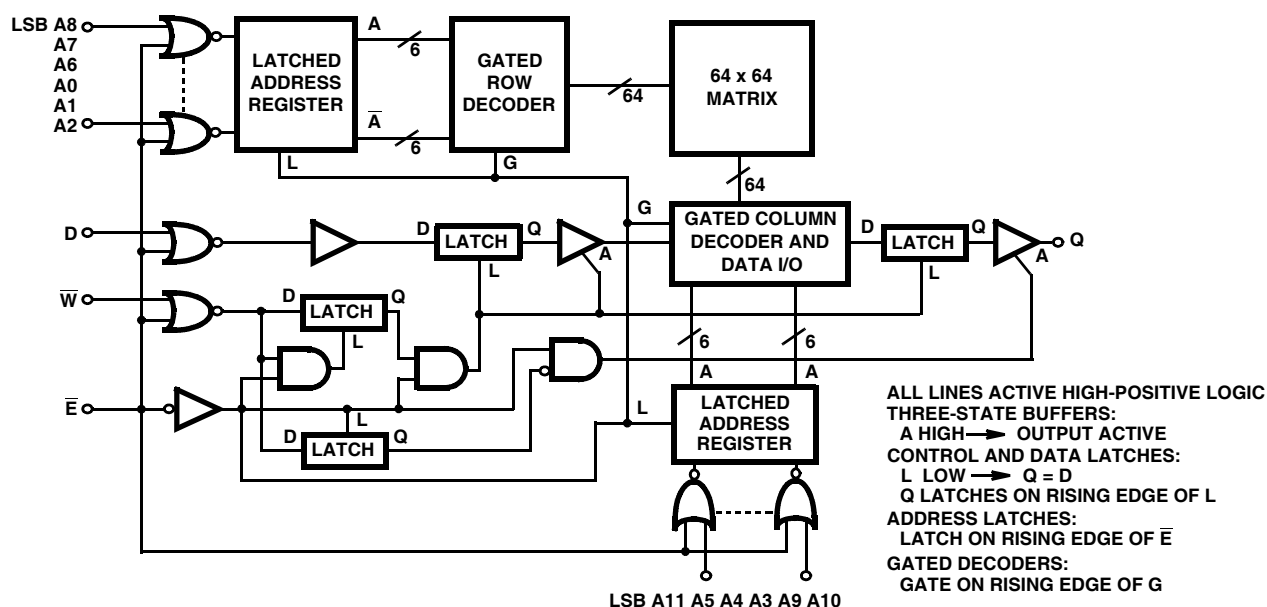 LSB A8
A7
A6
A0
A1
A2
LATCHED
ADDRESS
REGISTER
A
6
A̅
6
L
GATED
ROW
DECODER
G
64
64 x 64
MATRIX
64
D
D
LATCH
Q
L
A
G
GATED COLUMN
DECODER AND
DATA I/O
D
LATCH
Q
L
A
Q
W̅
D
LATCH
Q
L
E̅
L
D
LATCH
Q
6
6
A
A
L
LATCHED
ADDRESS
REGISTER
LSB A11 A5 A4 A3 A9 A10
ALL LINES ACTIVE HIGH-POSITIVE LOGIC
THREE-STATE BUFFERS:
A HIGH → OUTPUT ACTIVE
CONTROL AND DATA LATCHES:
L LOW → Q = D
Q LATCHES ON RISING EDGE OF L
ADDRESS LATCHES:
LATCH ON RISING EDGE OF E̅
GATED DECODERS:
GATE ON RISING EDGE OF G